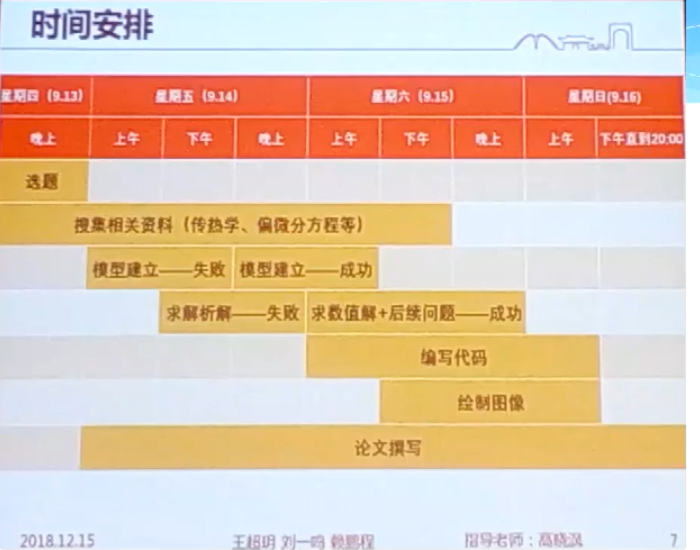 时间安排
星期四（9.13） 星期五（9.14） 星期六（9.15） 星期日(9.16)
晚上 上午 下午 晚上 上午 下午 晚上 上午 下午直到20:00
选题
搜集相关资料（传热学、偏微分方程等）
模型建立——失败 模型建立——成功
求解析解——失败 求数值解+后续问题——成功
编写代码
绘制图像
论文撰写
2018.12.15 王超玥 刘一鸣 赖鹏程 指导老师：高晓沨 7